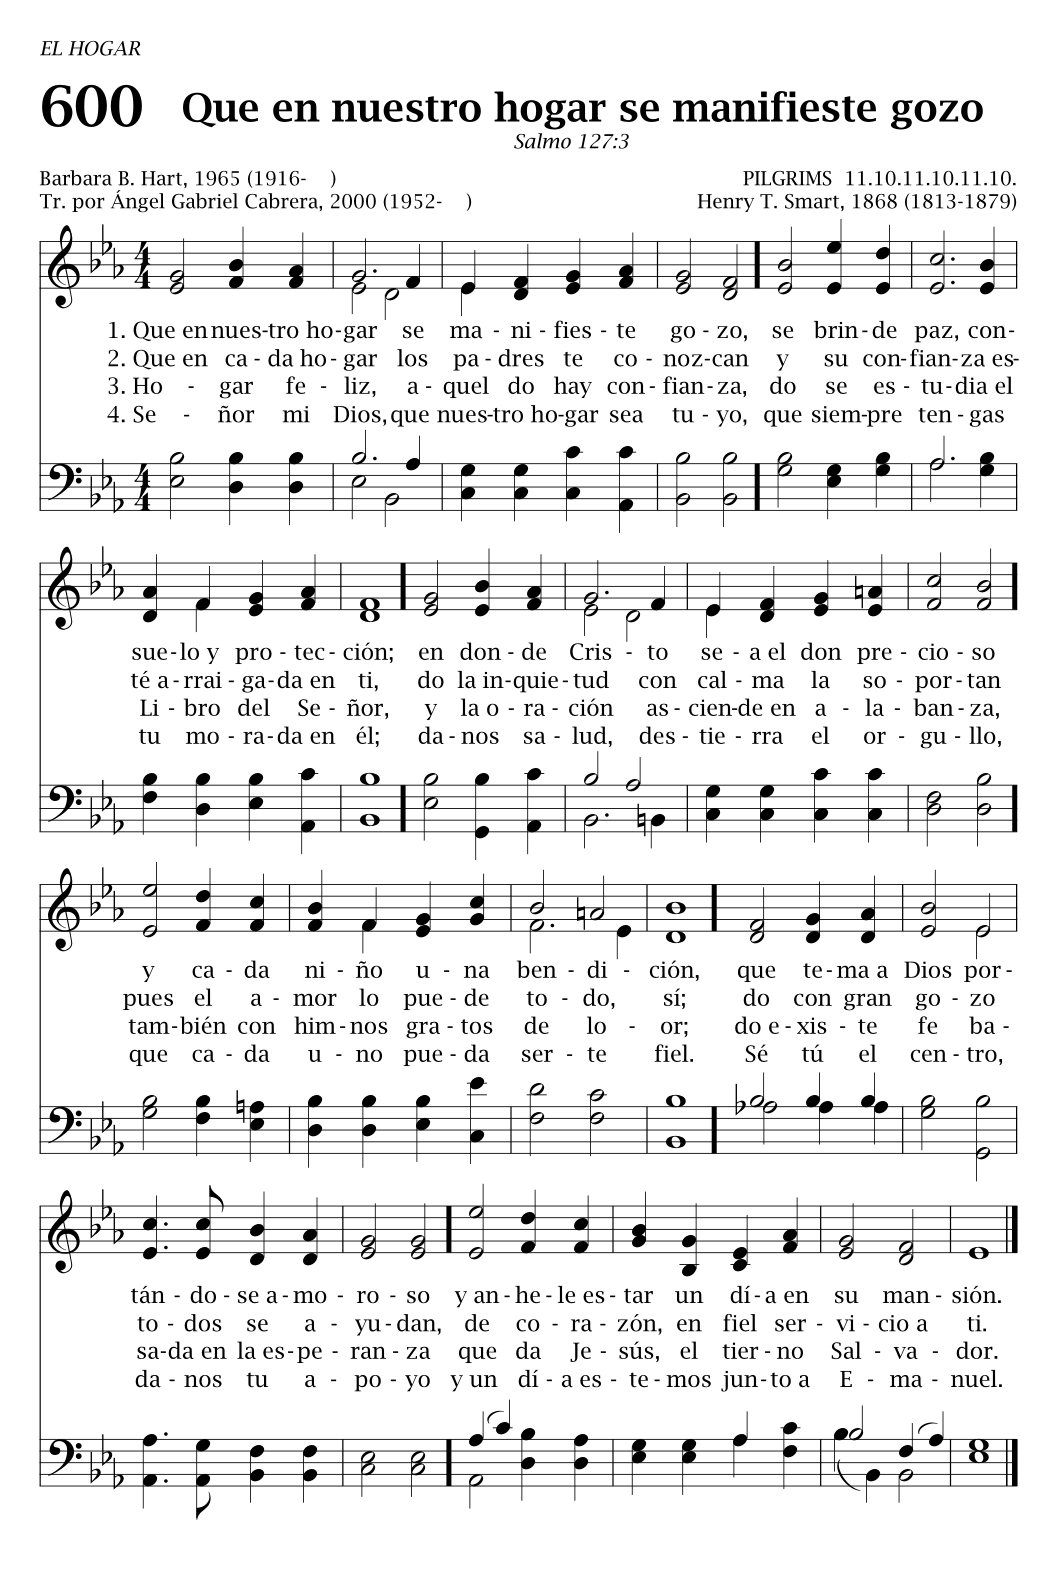 EL HOGAR
600 Que en nuestro hogar se manifieste gozo
Salmo 127:3
Barbara B. Hart, 1965 (1916- )
PILGRIMS 11.10.11.10.11.10.
Tr. por Ángel Gabriel Cabrera, 2000 (1952- )
Henry T. Smart, 1868 (1813-1879)
1. Que en nues-tro ho-gar se ma - ni - fies - te go - zo, se brin - de paz, con-
2. Que en ca - da ho - gar los pa - dres te co - noz-can y su con-fian-za es-
3. Ho - gar fe - liz, a - quel do hay con - fian - za, do se es - tu-dia el
4. Se - ñor mi Dios, que nues-tro ho-gar sea tu - yo, que siem-pre ten - gas
sue-lo y pro - tec - ción; en don - de Cris - to se - a el don pre - cio - so
té a - rrai - ga-da en ti, do la in-quie-tud con cal - ma la so - por-tan
Li - bro del Se - ñor, y la o - ra - ción as - cien-de en a - la - ban - za,
tu mo - ra-da en él; da - nos sa - lud, des - tie - rra el or - gu - llo,
y ca - da ni - ño u - na ben - di - ción, que te-ma a Dios por-
pues el a - mor lo pue - de to - do, sí; do con gran go - zo
tam-bién con him-nos gra - tos de lo - or; do e - xis - te fe ba -
que ca - da u - no pue - da ser - te fiel. Sé tú el cen - tro,
tán - do - se a - mo - ro - so y an - he - le es - tar un dí - a en su man - sión.
to - dos se a - yu - dan, de co - ra - zón, en fiel ser - vi - cio a ti.
sa-da en la es-pe - ran - za que da Je - sús, el tier - no Sal - va - dor.
da - nos tu a - po - yo y un dí - a es - te - mos jun-to a E - ma - nuel.